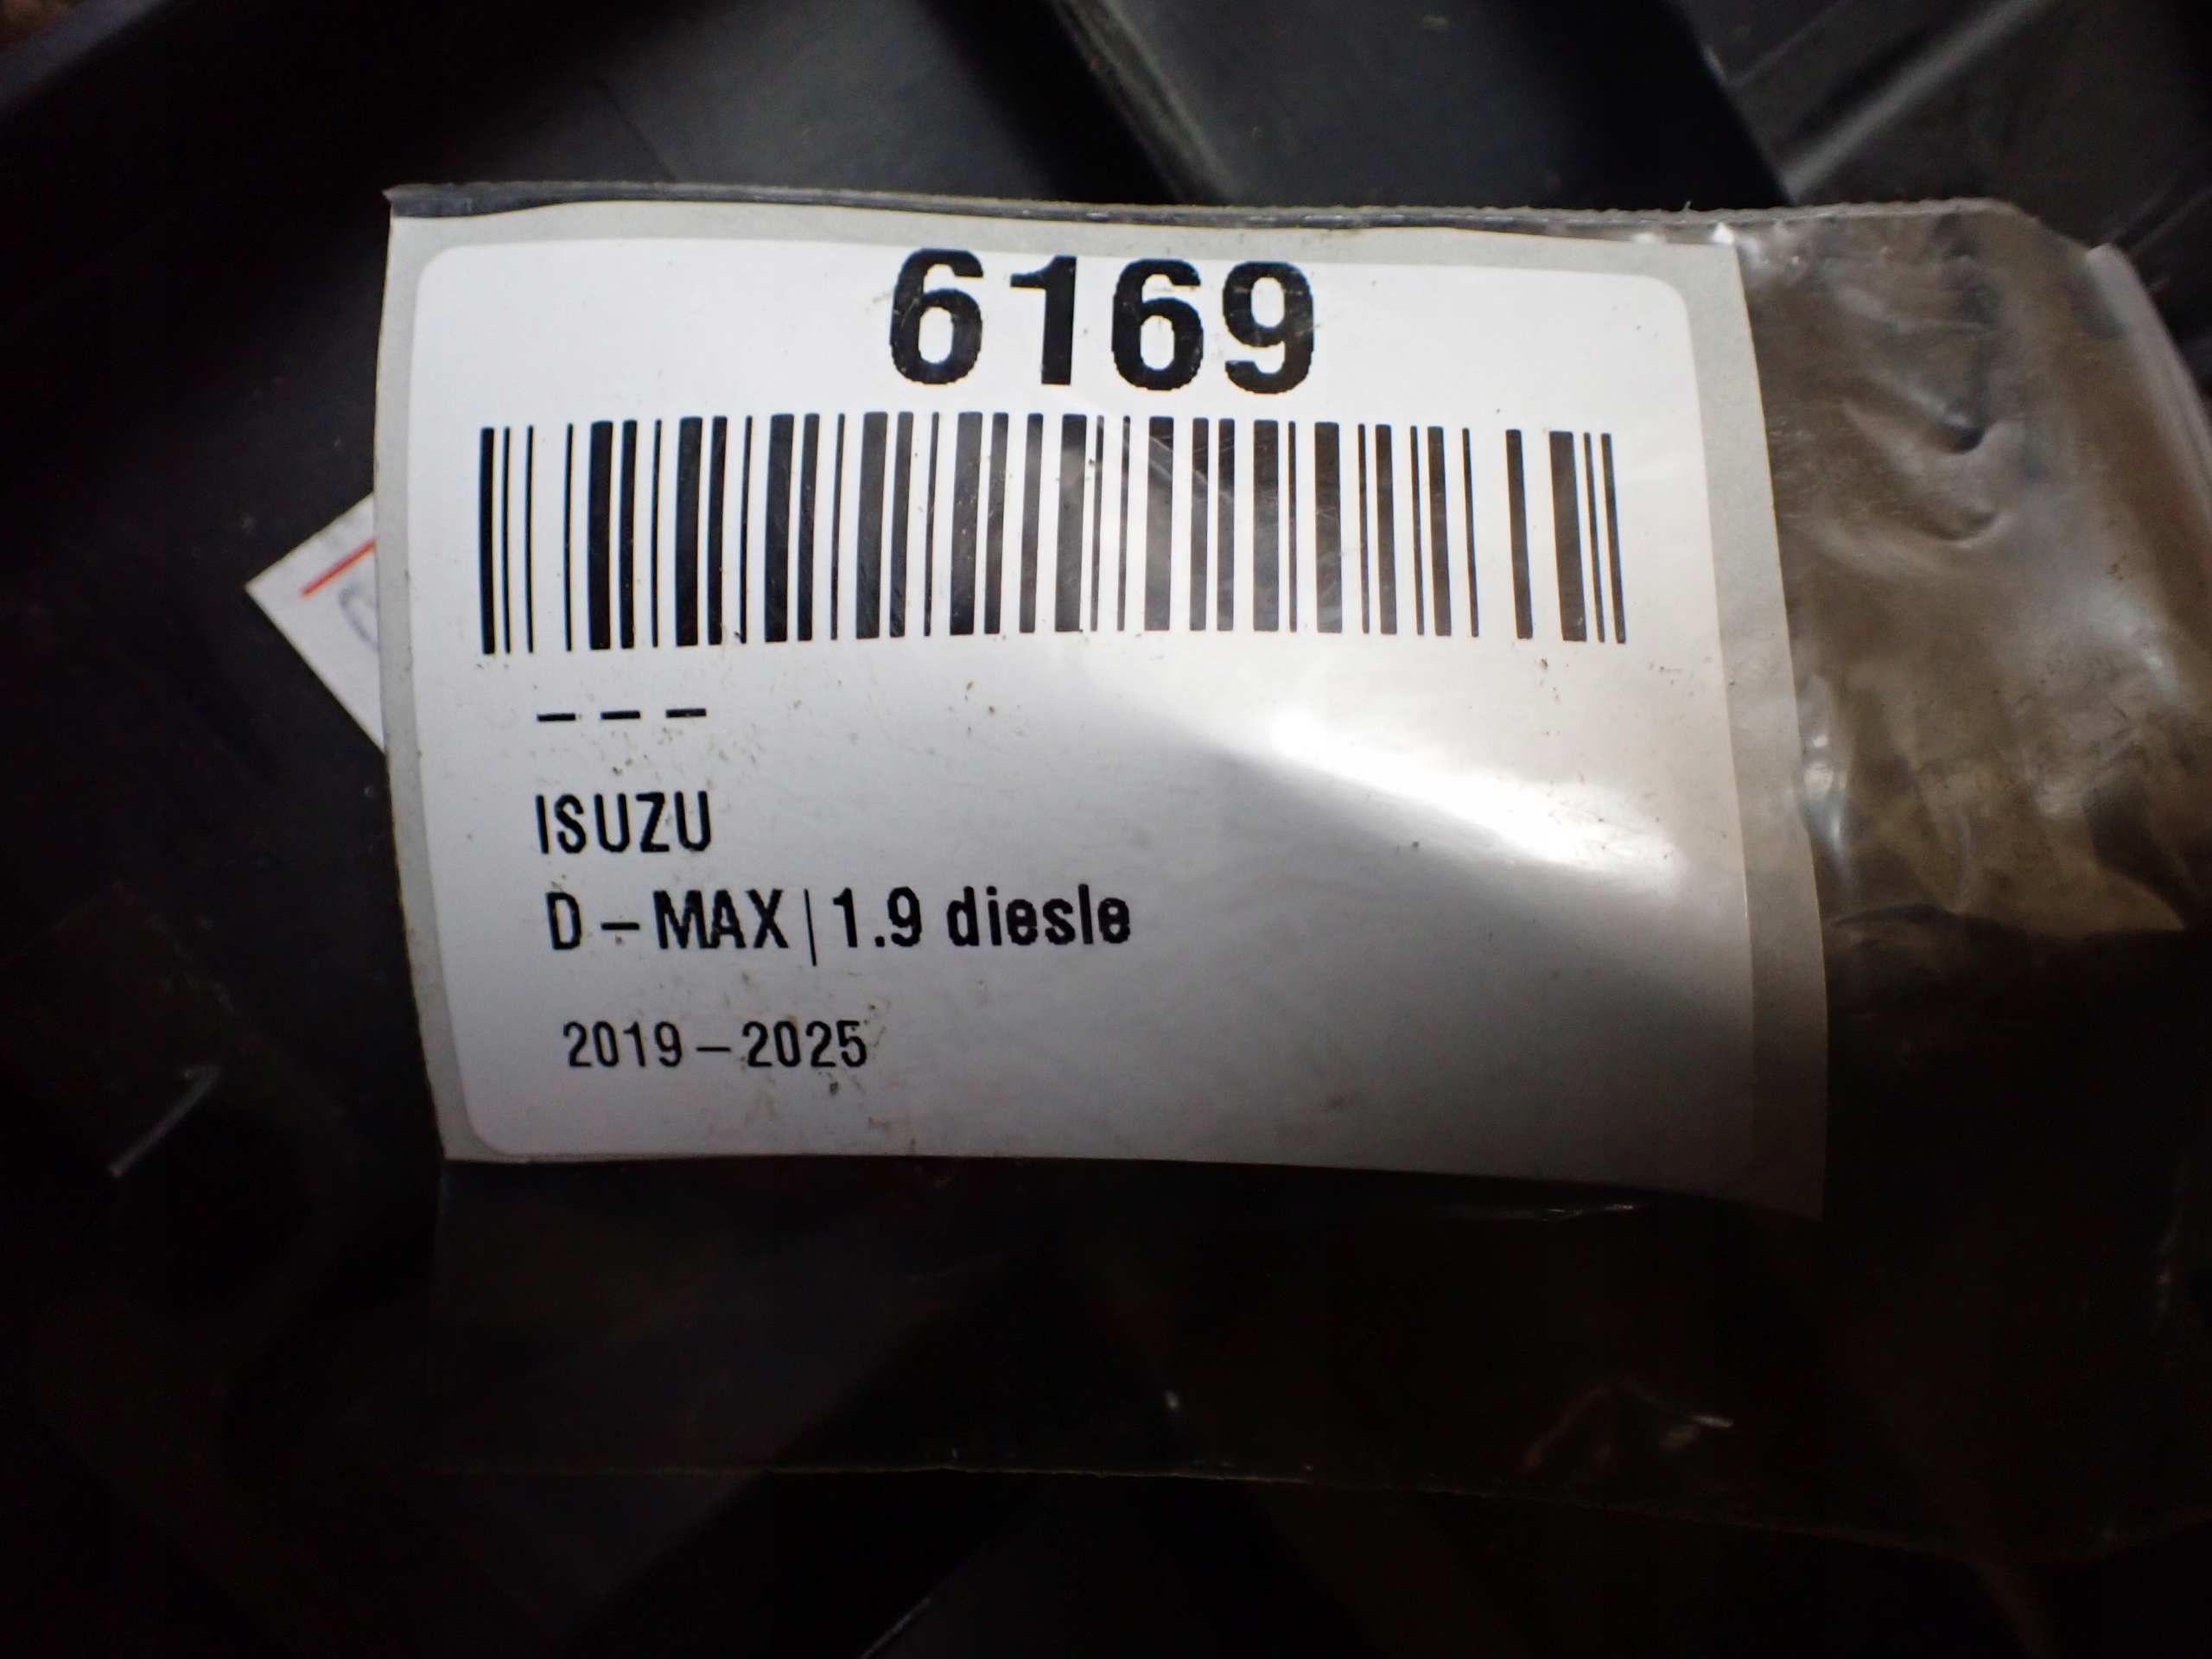 6169
---
ISUZU
D-MAX|1.9 diesle
2019-2025